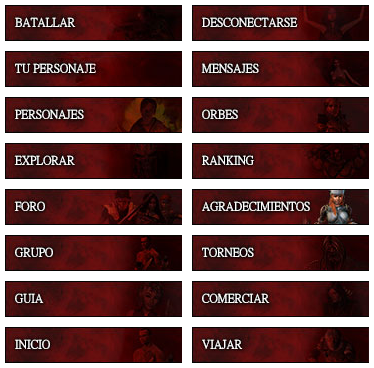 BATALLAR
DESCONECTARSE
TU PERSONAJE
MENSAJES
PERSONAJES
ORBES
EXPLORAR
RANKING
FORO
AGRADECIMIENTOS
GRUPO
TORNEOS
GUIA
COMERCIAR
INICIO
VIAJAR